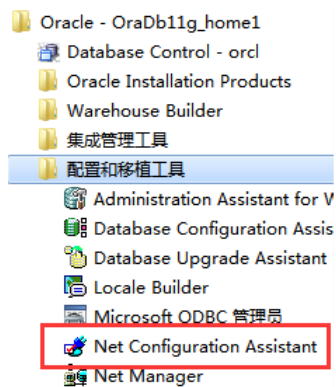 Oracle - OraDb11g_home1
Database Control - orcl
Oracle Installation Products
Warehouse Builder
集成管理工具
配置和移植工具
Administration Assistant for W
Database Configuration Assis
Database Upgrade Assistant
Locale Builder
Microsoft ODBC 管理员
Net Configuration Assistant
Net Manager